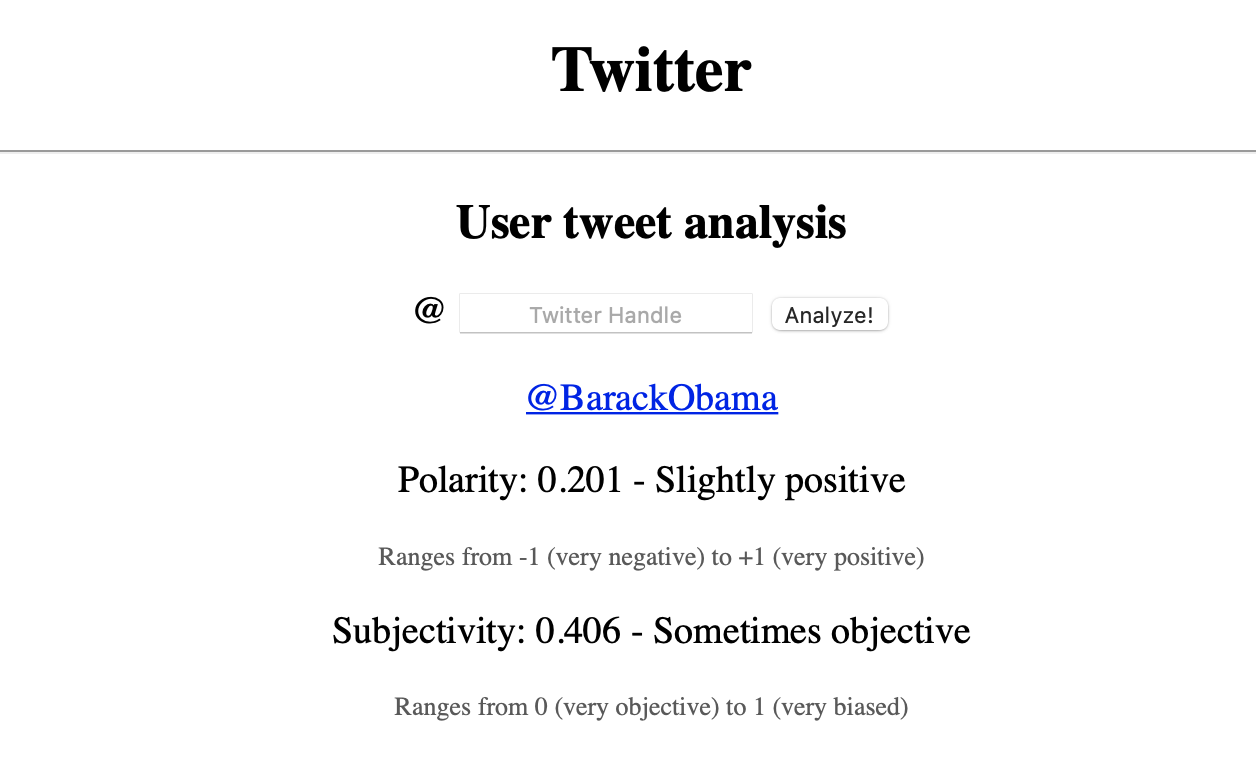 Twitter
User tweet analysis
@ Twitter Handle Analyze!
@BarackObama
Polarity: 0.201 - Slightly positive
Ranges from -1 (very negative) to +1 (very positive)
Subjectivity: 0.406 - Sometimes objective
Ranges from 0 (very objective) to 1 (very biased)